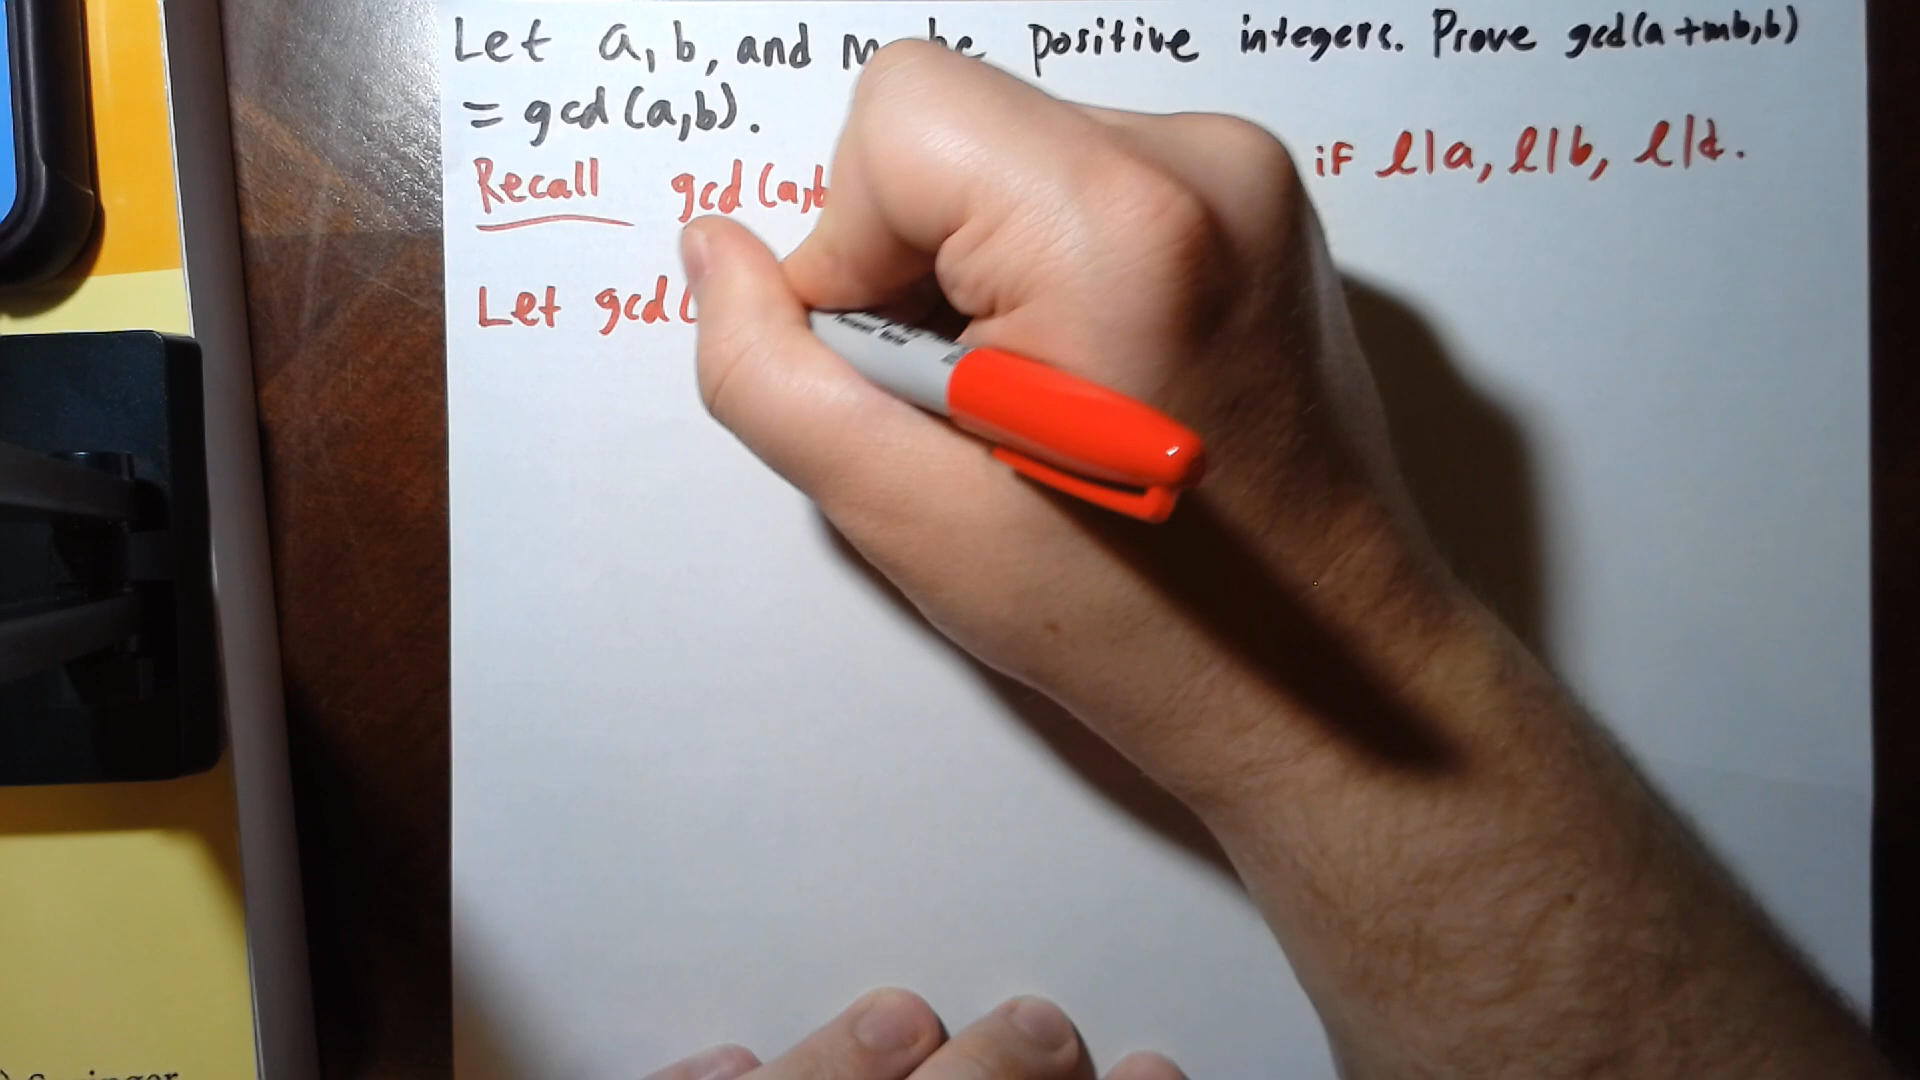 Let a, b, and m be positive integers. Prove gcd(a+mb,b)
= gcd(a,b).
Recall gcd(a,b if l|a, l|b, l|d.
Let gcd(